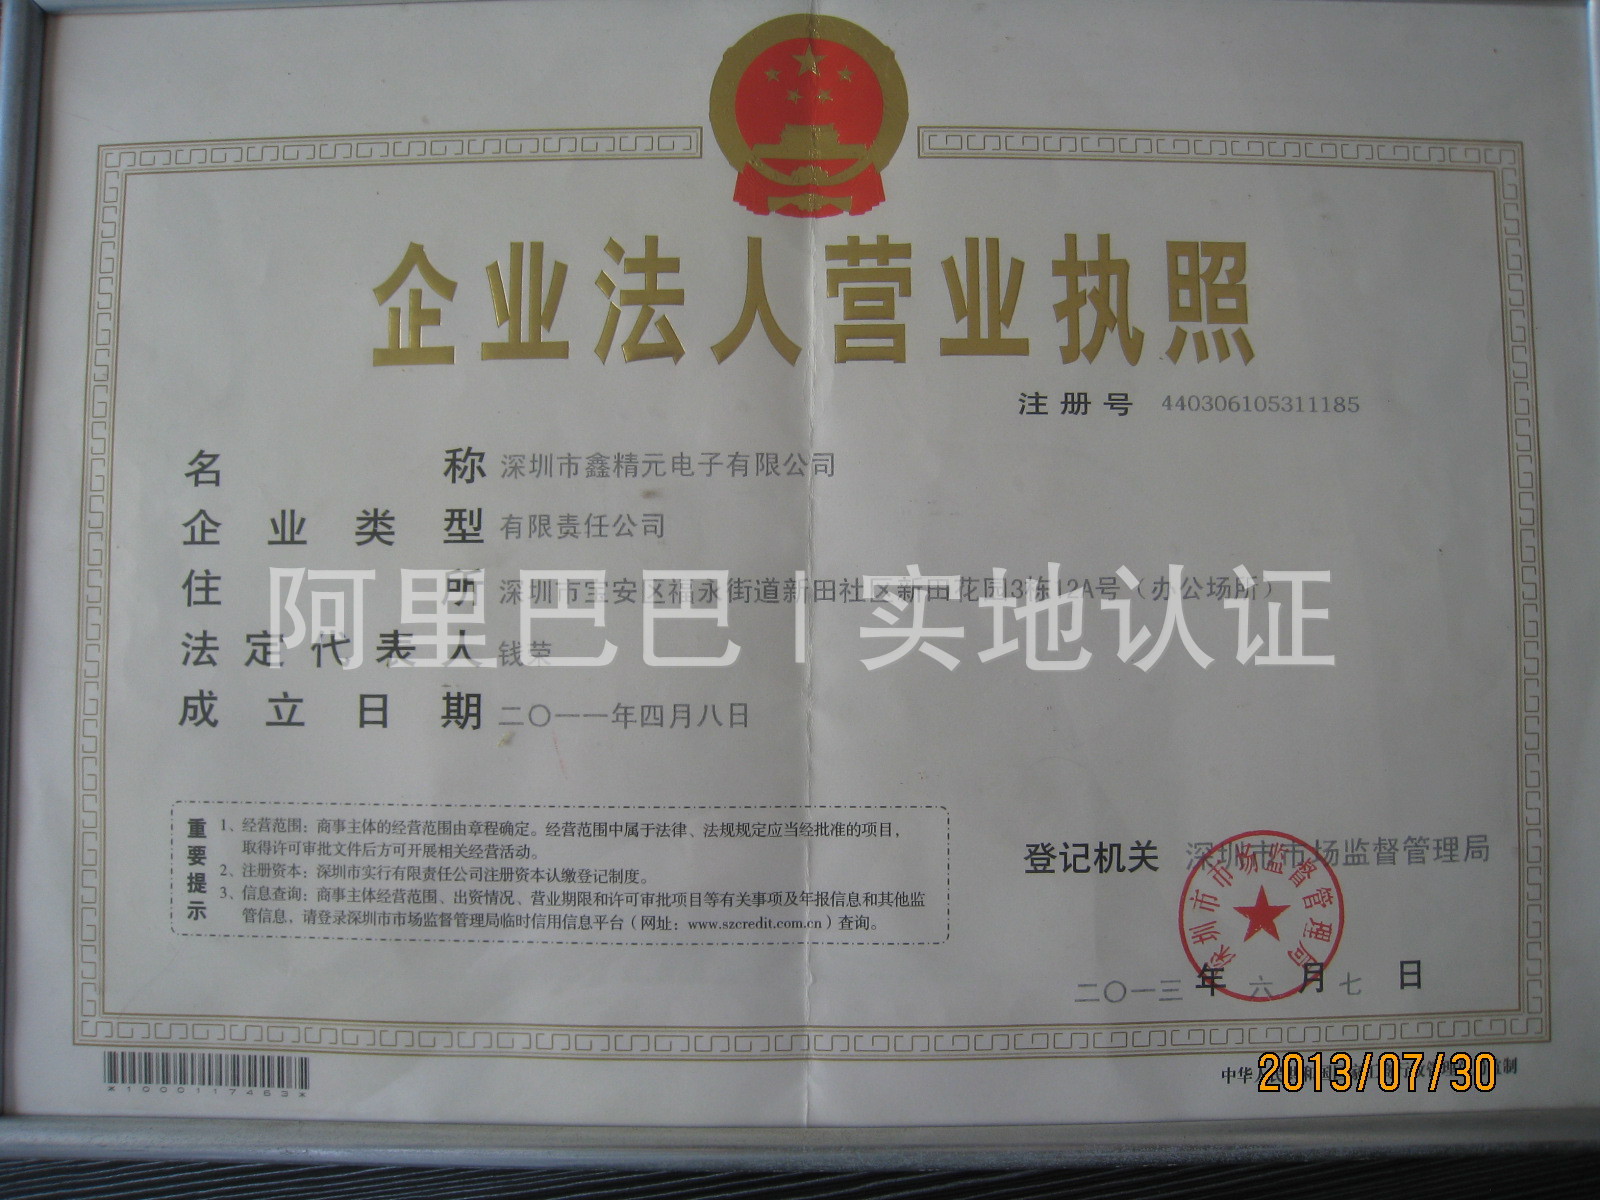 企业法人营业执照
注册号 440306105311185
名称 深圳市鑫精元电子有限公司
企业类型 有限责任公司
住所 深圳市宝安区福永街道新田社区新田花园3栋12A号（办公场所）
阿里巴巴 | 实地认证
法定代表人 钱荣
成立日期 二〇一一年四月八日
重要提示
1、经营范围：商事主体的经营范围由章程确定。经营范围中属于法律、法规规定应当经批准的项目，
取得许可审批文件后方可开展相关经营活动。
2、注册资本：深圳市实行有限责任公司注册资本认缴登记制度。
3、信息查询：商事主体经营范围、出资情况、营业期限和许可审批项目等有关事项及年报信息和其他监
管信息，请登录深圳市市场监督管理局临时信用信息平台（网址：www.szcredit.com.cn）查询。
登记机关 深圳市市场监督管理局
深圳市市场监督管理局
二〇一三年六月七日
*1000117463*
2013/07/30